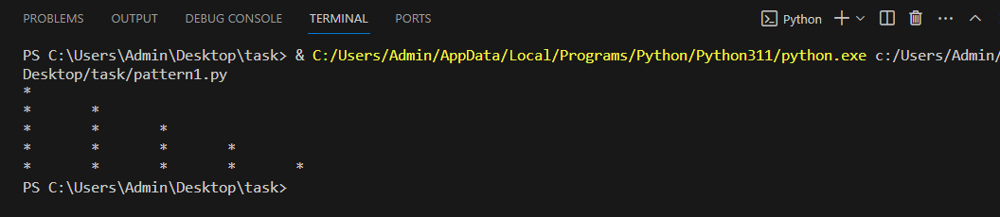 PROBLEMS OUTPUT DEBUG CONSOLE TERMINAL PORTS Python
PS C:\Users\Admin\Desktop\task> & C:/Users/Admin/AppData/Local/Programs/Python/Python311/python.exe c:/Users/Admin/
Desktop/task/pattern1.py
*
*       *
*       *       *
*       *       *       *
*       *       *       *       *
PS C:\Users\Admin\Desktop\task>